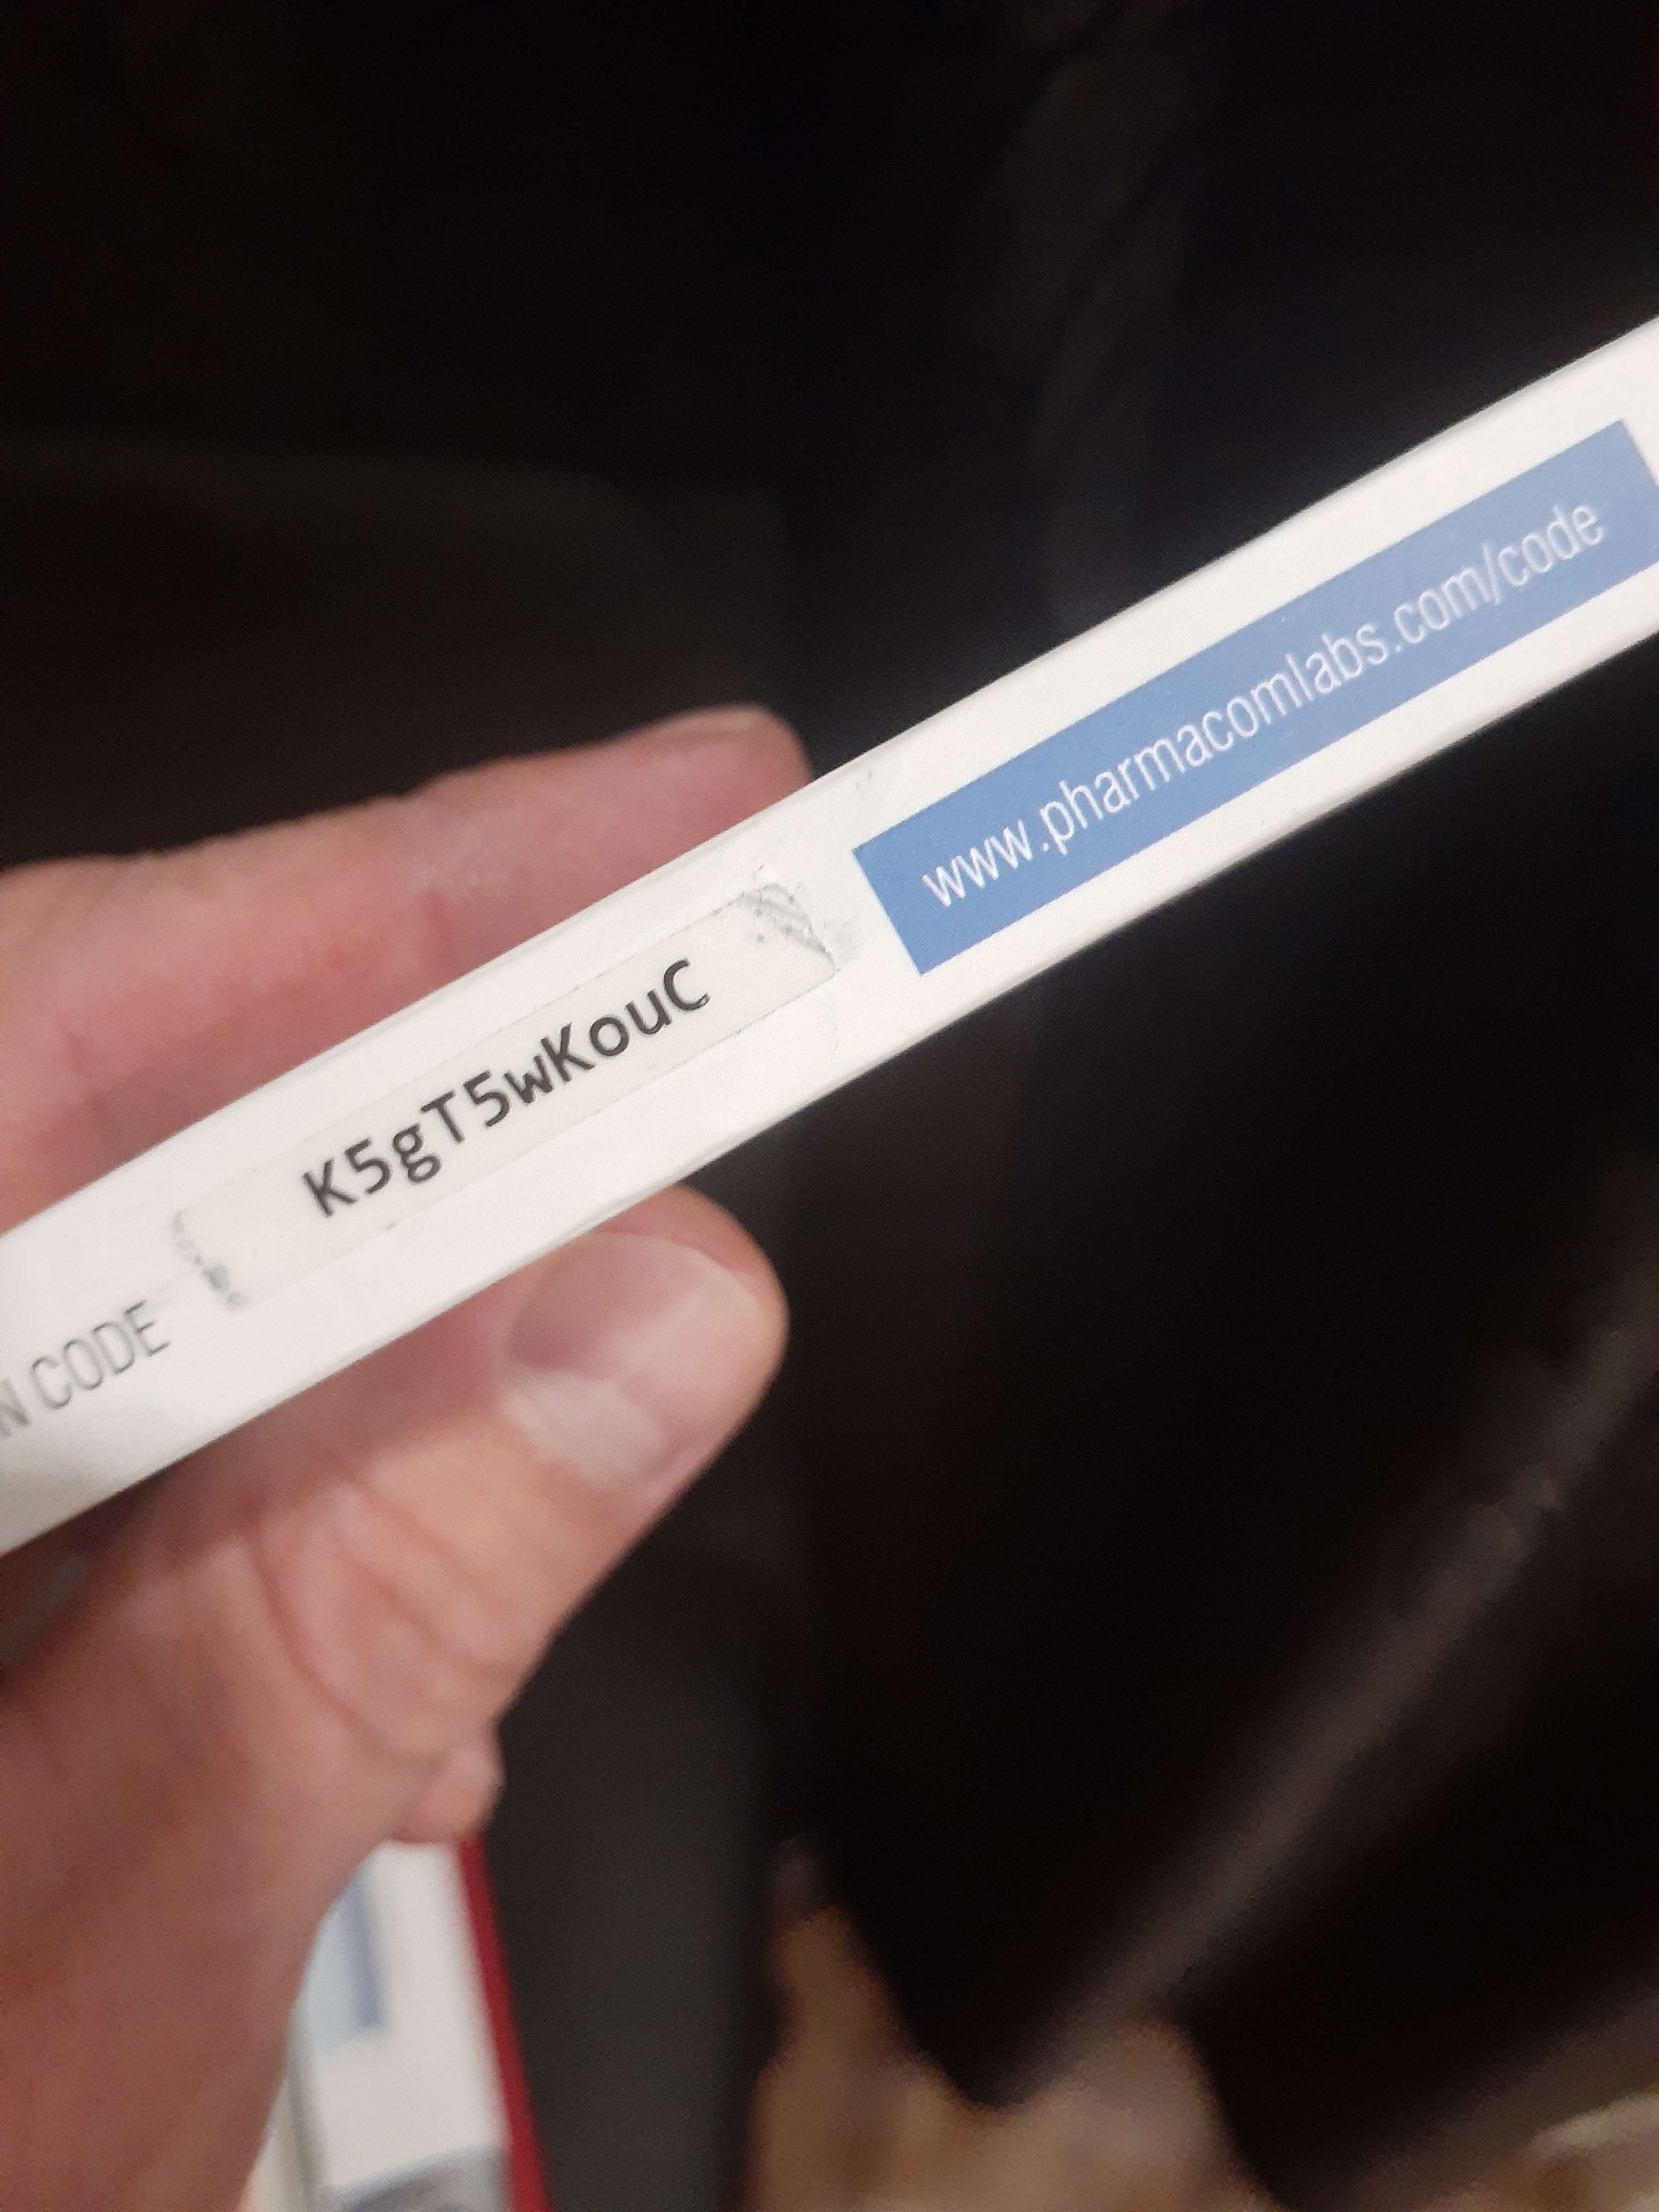 N CODE
K5gT5wKouC
www.pharmacomlabs.com/code